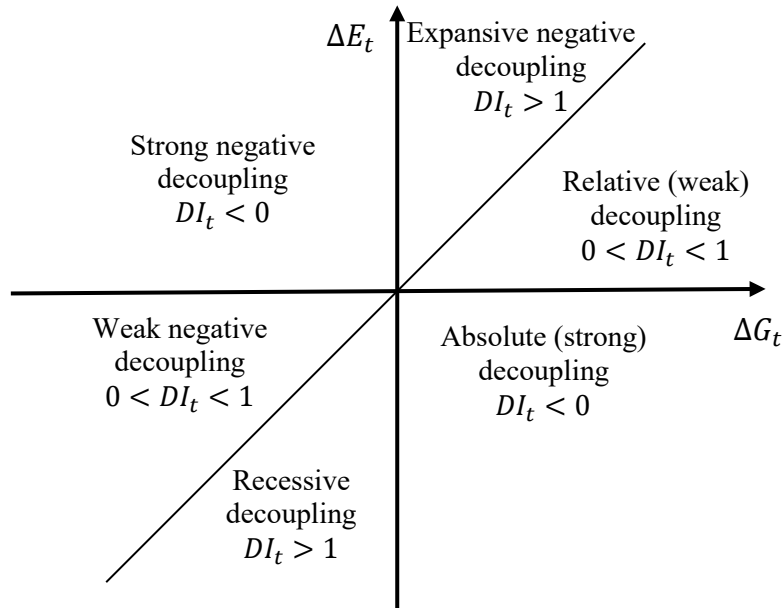 ΔE_t
Expansive negative
decoupling
DI_t > 1
Strong negative
decoupling
DI_t < 0
Relative (weak)
decoupling
0 < DI_t < 1
ΔG_t
Weak negative
decoupling
0 < DI_t < 1
Absolute (strong)
decoupling
DI_t < 0
Recessive
decoupling
DI_t > 1